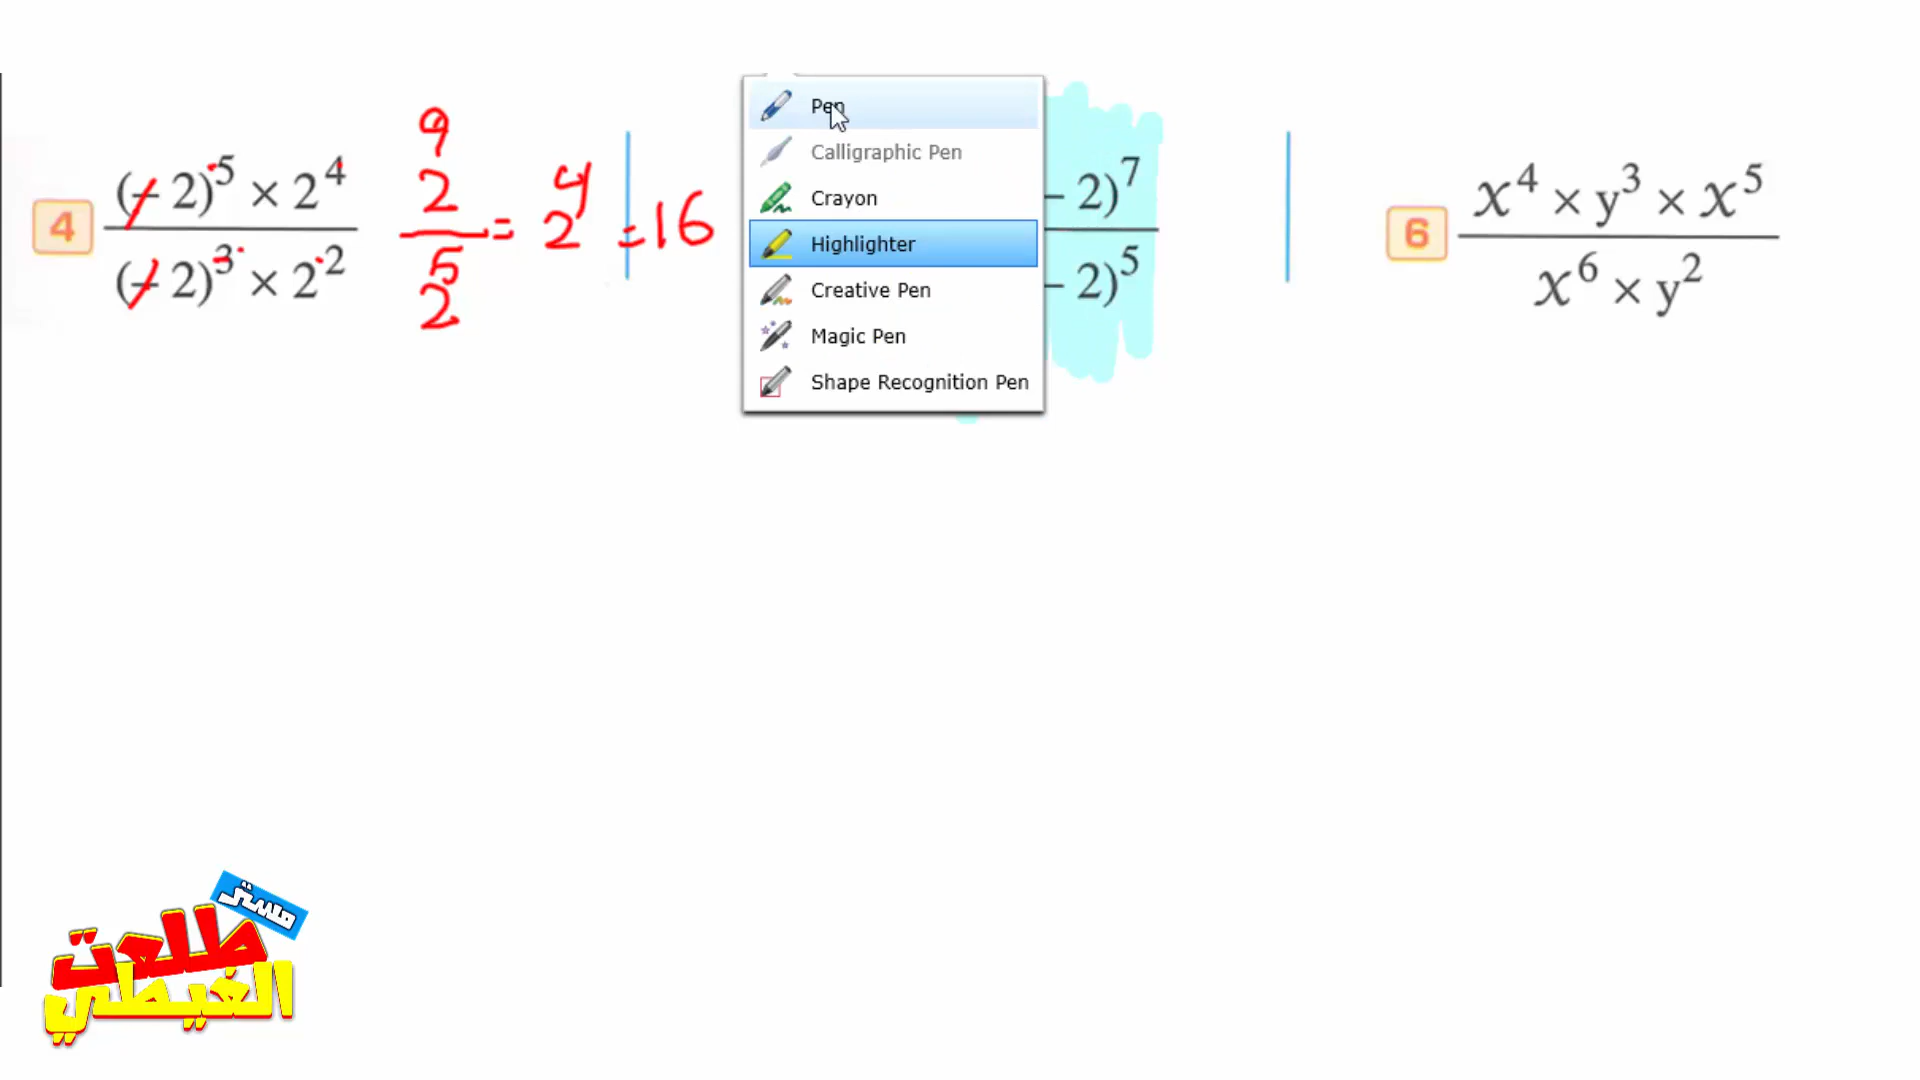 4 (- 2)^5 × 2^4 / (- 2)^3 × 2^2
2^9 / 2^5 = 2^4 = 16
Pen
Calligraphic Pen
Crayon
Highlighter
Creative Pen
Magic Pen
Shape Recognition Pen
- 2)^7
- 2)^5
6 x^4 × y^3 × x^5 / x^6 × y^2
مستر
طلعت
الغيطي